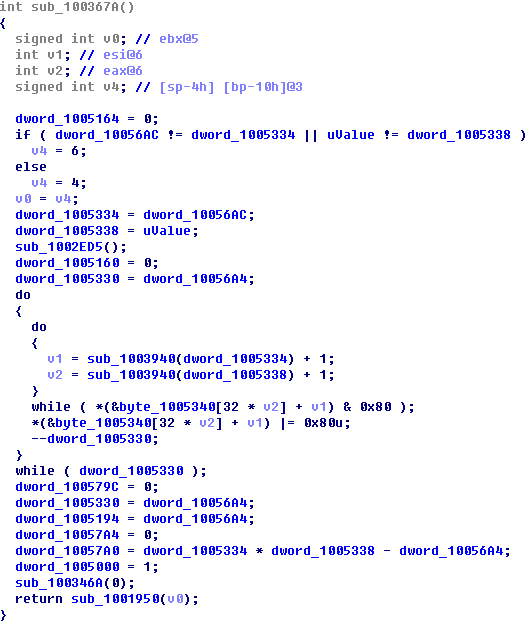 int sub_100367A()
{
signed int v0; // ebx@5
int v1; // esi@6
int v2; // eax@6
signed int v4; // [sp-4h] [bp-10h]@3
dword_1005164 = 0;
if ( dword_10056AC != dword_1005334 || uValue != dword_1005338 )
v4 = 6;
else
v4 = 4;
v0 = v4;
dword_1005334 = dword_10056AC;
dword_1005338 = uValue;
sub_1002ED5();
dword_1005160 = 0;
dword_1005330 = dword_10056A4;
do
{
do
{
v1 = sub_1003940(dword_1005334) + 1;
v2 = sub_1003940(dword_1005338) + 1;
}
while ( *(&byte_1005340[32 * v2] + v1) & 0x80 );
*(&byte_1005340[32 * v2] + v1) |= 0x80u;
--dword_1005330;
}
while ( dword_1005330 );
dword_100579C = 0;
dword_1005330 = dword_10056A4;
dword_1005194 = dword_10056A4;
dword_10057A4 = 0;
dword_10057A0 = dword_1005334 * dword_1005338 - dword_10056A4;
dword_1005000 = 1;
sub_100346A(0);
return sub_1001950(v0);
}